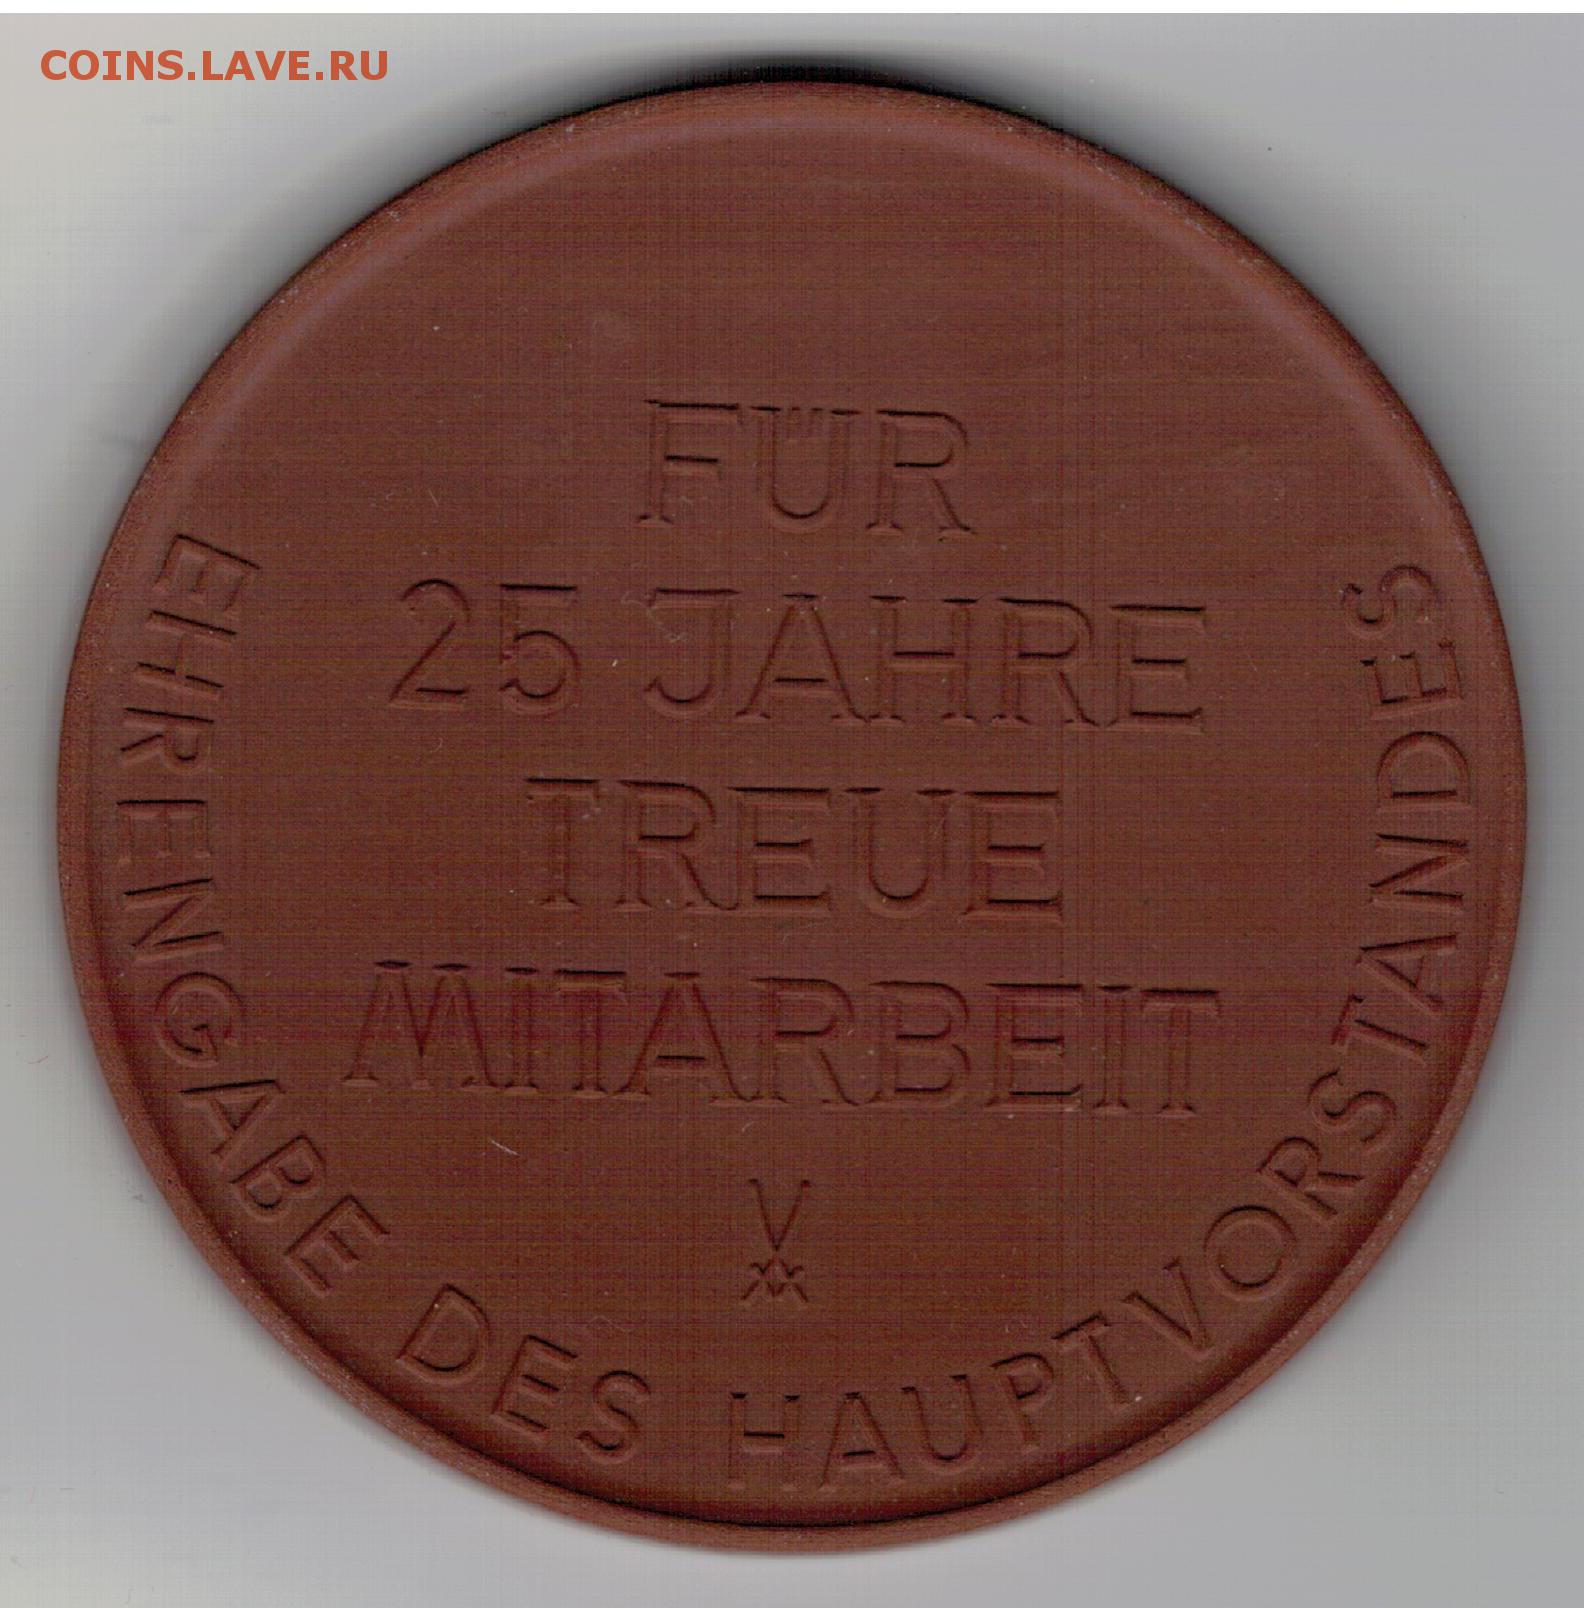 COINS.LAVE.RU
FÜR
25 JAHRE
TREUE
MITARBEIT
EHRENGABE DES HAUPTVORSTANDES